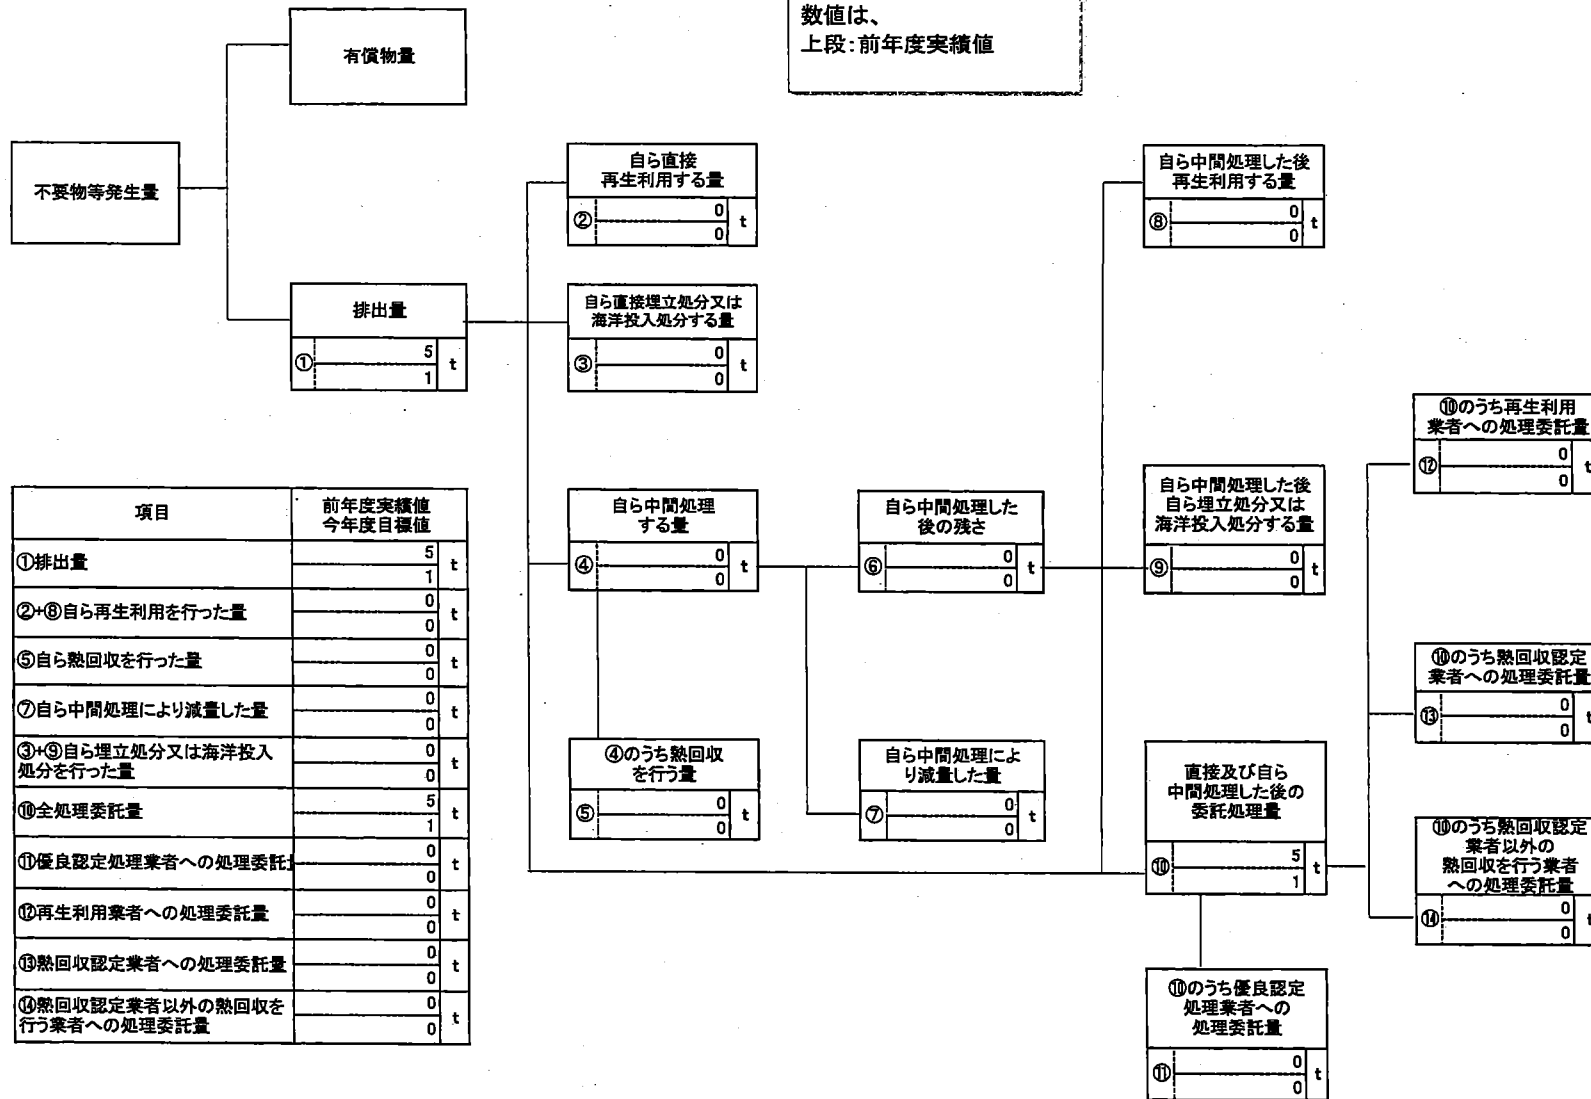 数値は、
上段:前年度実績値
有償物量
不要物等発生量
排出量
①
5
1
t
自ら直接
再生利用する量
②
0
0
t
自ら直接埋立処分又は
海洋投入処分する量
③
0
0
t
自ら中間処理した後
再生利用する量
⑧
0
0
t
自ら中間処理
する量
④
0
0
t
自ら中間処理した
後の残さ
⑥
0
0
t
自ら中間処理した後
自ら埋立処分又は
海洋投入処分する量
⑨
0
0
t
④のうち熱回収
を行う量
⑤
0
0
t
自ら中間処理によ
り減量した量
⑦
0
0
t
直接及び自ら
中間処理した後の
委託処理量
⑩
5
1
t
⑩のうち優良認定
処理業者への
処理委託量
⑪
0
0
t
⑩のうち再生利用
業者への処理委託量
⑫
0
0
t
⑩のうち熱回収認定
業者への処理委託量
⑬
0
0
t
⑩のうち熱回収認定
業者以外の
熱回収を行う業者
への処理委託量
⑭
0
0
t
項目
前年度実績値
今年度目標値
①排出量
5
1
t
②+⑧自ら再生利用を行った量
0
0
t
⑤自ら熱回収を行った量
0
0
t
⑦自ら中間処理により減量した量
0
0
t
③+⑨自ら埋立処分又は海洋投入
処分を行った量
0
0
t
⑩全処理委託量
5
1
t
⑪優良認定処理業者への処理委託
0
0
t
⑫再生利用業者への処理委託量
0
0
t
⑬熱回収認定業者への処理委託量
0
0
t
⑭熱回収認定業者以外の熱回収を
行う業者への処理委託量
0
0
t